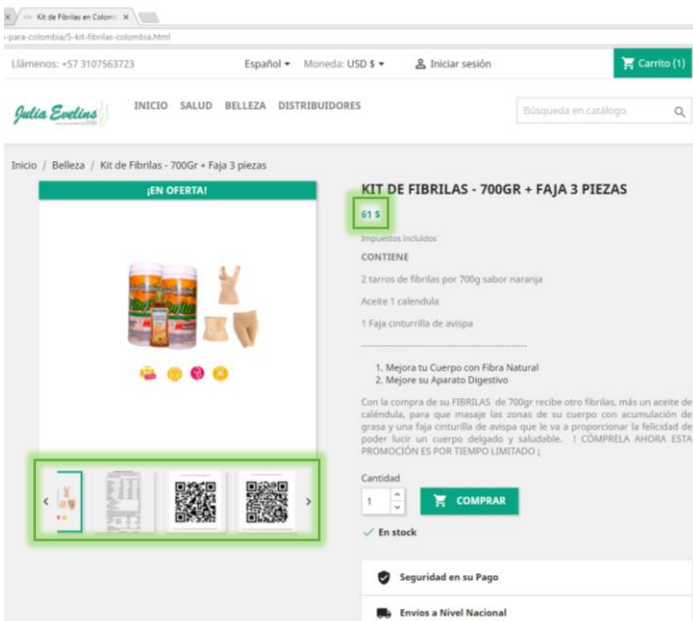 Kit de Fibrilas en Colom
-para-colombia/5-kit-fibrilas-colombia.html
Llámenos: +57 3107563723
Español
Moneda: USD $
Iniciar sesión
Carrito (1)
Julia Evelins
INICIO SALUD BELLEZA DISTRIBUIDORES
Búsqueda en catálogo
Inicio / Belleza / Kit de Fibrilas - 700Gr + Faja 3 piezas
¡EN OFERTA!
KIT DE FIBRILAS - 700GR + FAJA 3 PIEZAS
61 $
Impuestos incluidos
CONTIENE
2 tarros de fibrilas por 700g sabor naranja
Aceite 1 calendula
1 Faja cinturrilla de avispa
1. Mejora tu Cuerpo con Fibra Natural
2. Mejore su Aparato Digestivo
Con la compra de su FIBRILAS de 700gr recibe otro fibrilas, más un aceite de
caléndula, para que masaje las zonas de su cuerpo con acumulación de
grasa y una faja cinturilla de avispa que le va a proporcionar la felicidad de
poder lucir un cuerpo delgado y saludable. ! CÓMPRELA AHORA ESTA
PROMOCIÓN ES POR TIEMPO LIMITADO ¡
Cantidad
1
COMPRAR
En stock
Seguridad en su Pago
Envios a Nivel Nacional